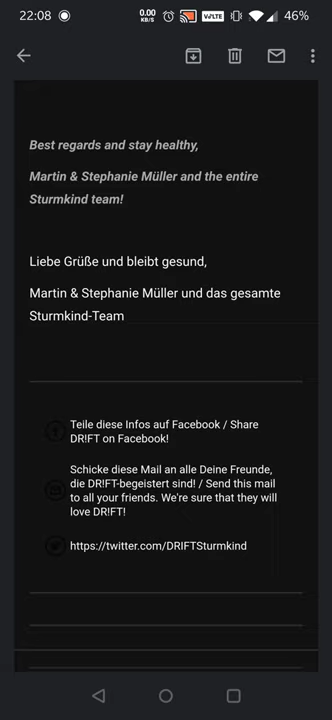 22:08
0.00
KB/S
VoLTE
46%
Best regards and stay healthy,
Martin & Stephanie Müller and the entire
Sturmkind team!
Liebe Grüße und bleibt gesund,
Martin & Stephanie Müller und das gesamte
Sturmkind-Team
Teile diese Infos auf Facebook / Share
DR!FT on Facebook!
Schicke diese Mail an alle Deine Freunde,
die DR!FT-begeistert sind! / Send this mail
to all your friends. We're sure that they will
love DR!FT!
https://twitter.com/DRIFTSturmkind